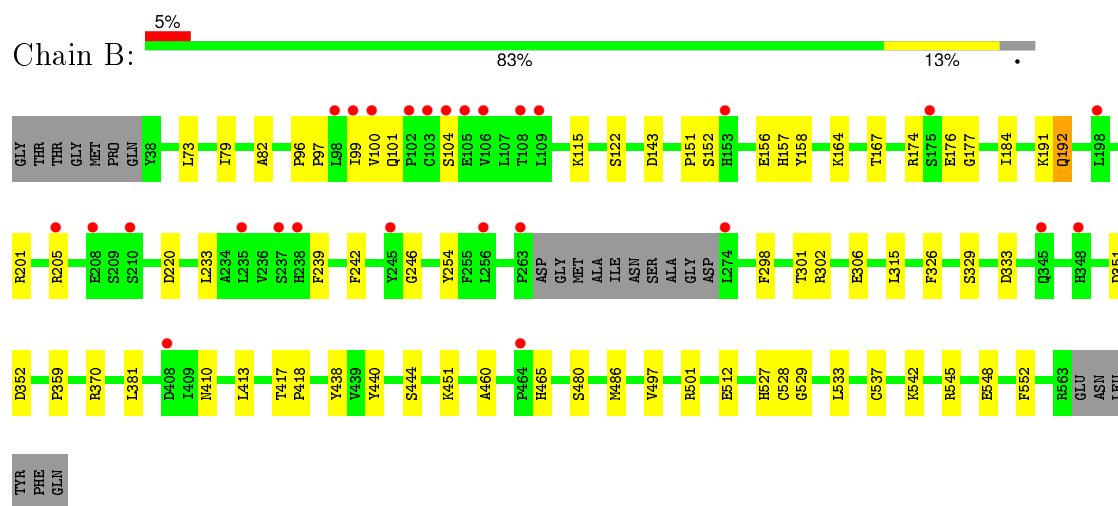 5%
Chain B:
83% 13% •
GLY THR THR GLY MET PRO GLN Y38 L73 I79 A82 P96 P97 L98 I99 V100 Q101 P102 C103 S104 E105 V106 L107 T108 L109 K115 S122 D143 P151 S152 H153 E156 H157 Y158 K164 T167 R174 S175 E176 G177 I184 K191 Q192 L198
R201 R205 E208 S209 S210 D220 L233 A234 L235 V236 S237 H238 F239 F242 Y245 G246 Y254 F255 L256 P263 ASP GLY MET ALA ILE ASN SER ALA GLY ASP L274 F298 T301 R302 E306 L315 F326 S329 D333 Q345 H348
D352 P359 R370 L381 D408 I409 N410 L413 T417 P418 Y438 V439 Y440 S444 K451 A460 P464 H465 S480 M486 V497 R501 E512 H527 C528 G529 L533 C537 K542 R545 E548 F552 R563 GLU ASN LEU
TYR PHE GLN